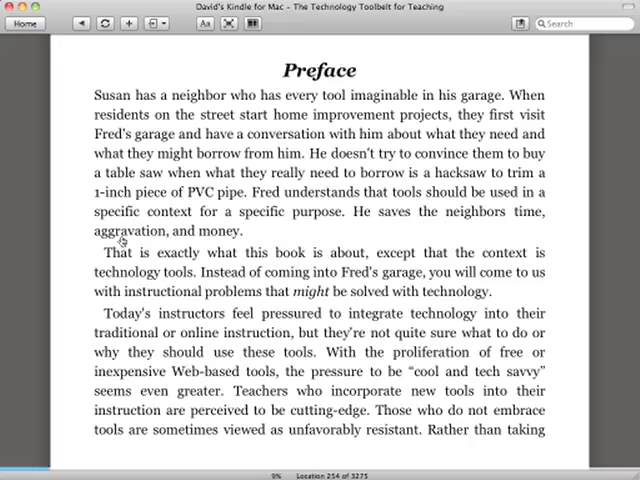 David's Kindle for Mac – The Technology Toolbelt for Teaching
Home
Aa
Search
Preface
Susan has a neighbor who has every tool imaginable in his garage. When
residents on the street start home improvement projects, they first visit
Fred's garage and have a conversation with him about what they need and
what they might borrow from him. He doesn't try to convince them to buy
a table saw when what they really need to borrow is a hacksaw to trim a
1-inch piece of PVC pipe. Fred understands that tools should be used in a
specific context for a specific purpose. He saves the neighbors time,
aggravation, and money.
That is exactly what this book is about, except that the context is
technology tools. Instead of coming into Fred's garage, you will come to us
with instructional problems that might be solved with technology.
Today's instructors feel pressured to integrate technology into their
traditional or online instruction, but they're not quite sure what to do or
why they should use these tools. With the proliferation of free or
inexpensive Web-based tools, the pressure to be “cool and tech savvy”
seems even greater. Teachers who incorporate new tools into their
instruction are perceived to be cutting-edge. Those who do not embrace
tools are sometimes viewed as unfavorably resistant. Rather than taking
9% Location 254 of 3275